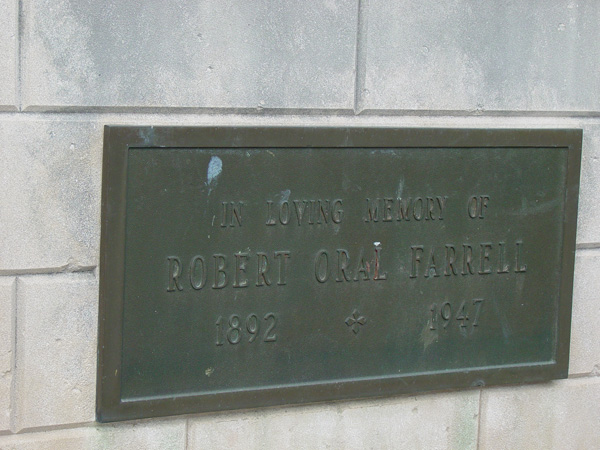 IN LOVING MEMORY OF
ROBERT ORAL FARRELL
1892 1947